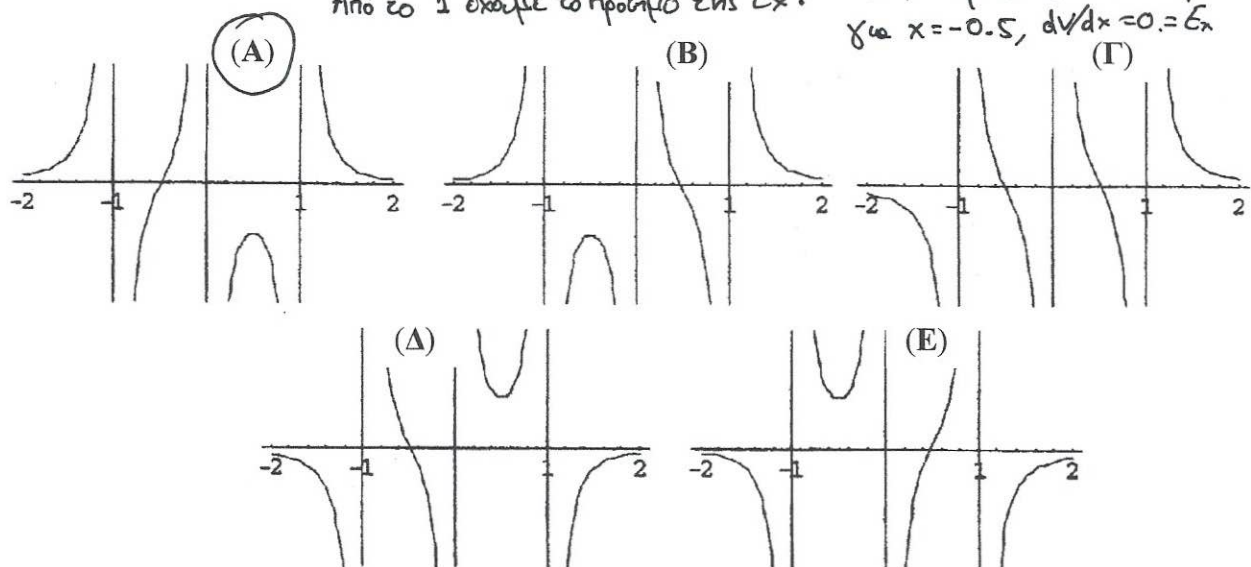 Από το 1 έχουμε το πρόσημο της Ex.
για x=-0.5, dV/dx=0.=Ex
(A) (B) (Γ)
-2 -1 1 2 -2 -1 1 2 -2 -1 1 2
(Δ) (E)
-2 -1 1 2 -2 -1 1 2